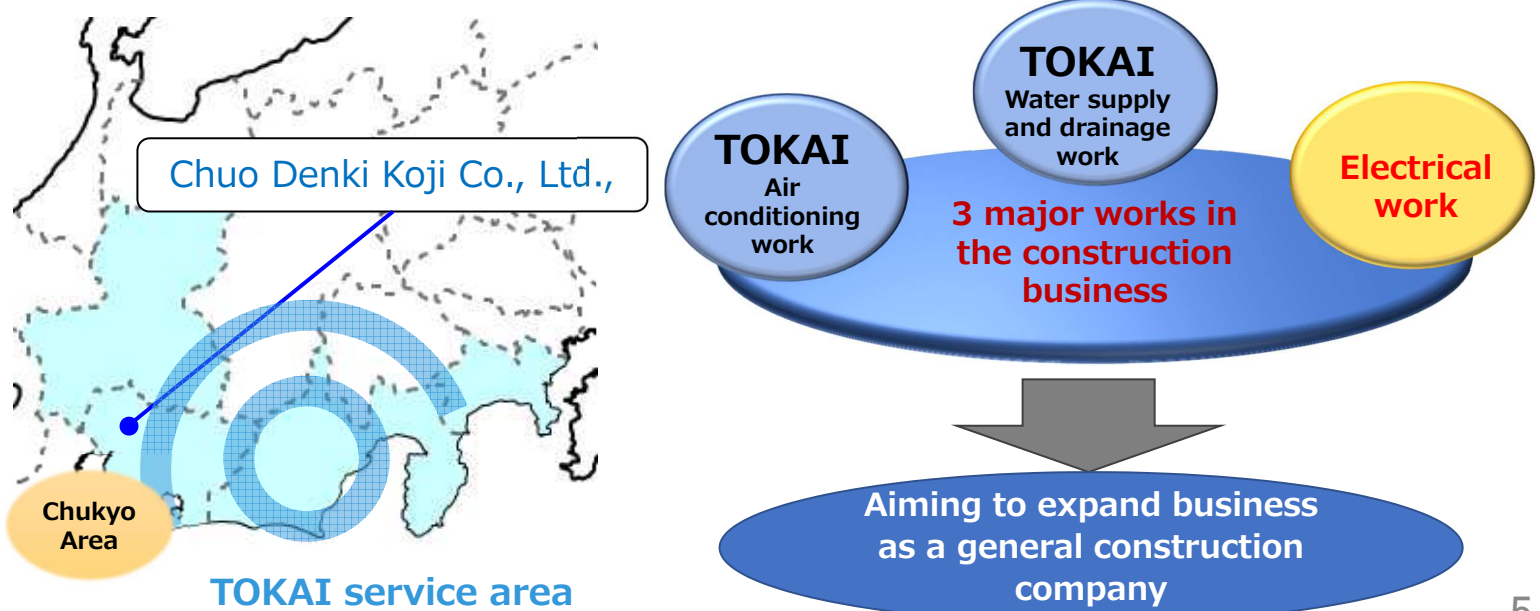 Chuo Denki Koji Co., Ltd.,
Chukyo
Area
TOKAI service area
TOKAI
Air
conditioning
work
TOKAI
Water supply
and drainage
work
Electrical
work
3 major works in
the construction
business
Aiming to expand business
as a general construction
company
5